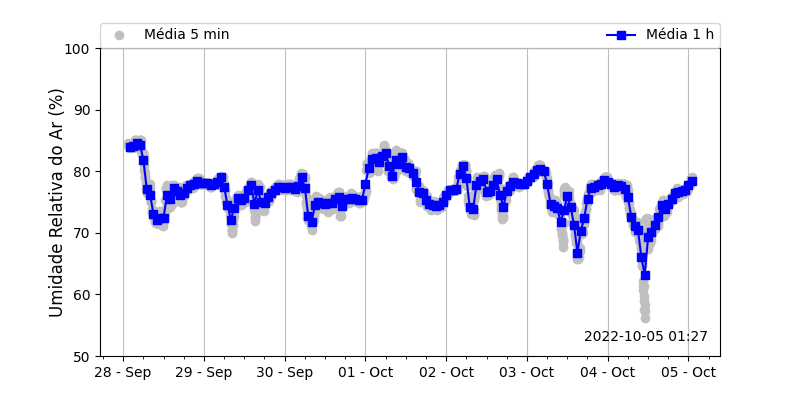 Média 5 min Média 1 h
100
90
80
70
60
50
Umidade Relativa do Ar (%)
2022-10-05 01:27
28 - Sep 29 - Sep 30 - Sep 01 - Oct 02 - Oct 03 - Oct 04 - Oct 05 - Oct